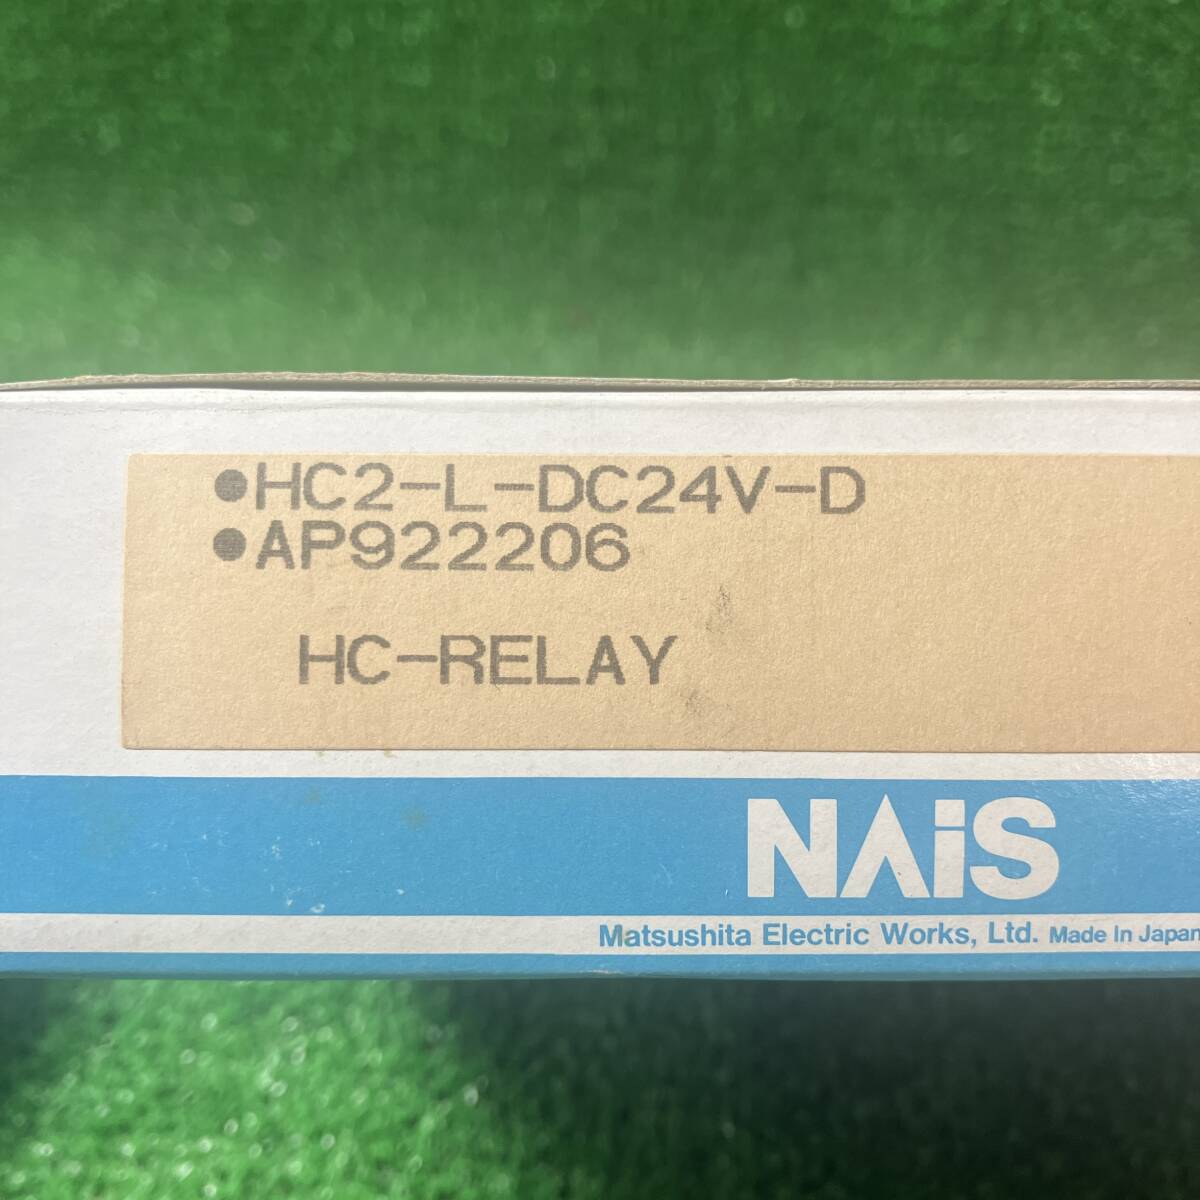 ●HC2-L-DC24V-D
●AP922206
HC-RELAY
NAiS
Matsushita Electric Works, Ltd. Made In Japan